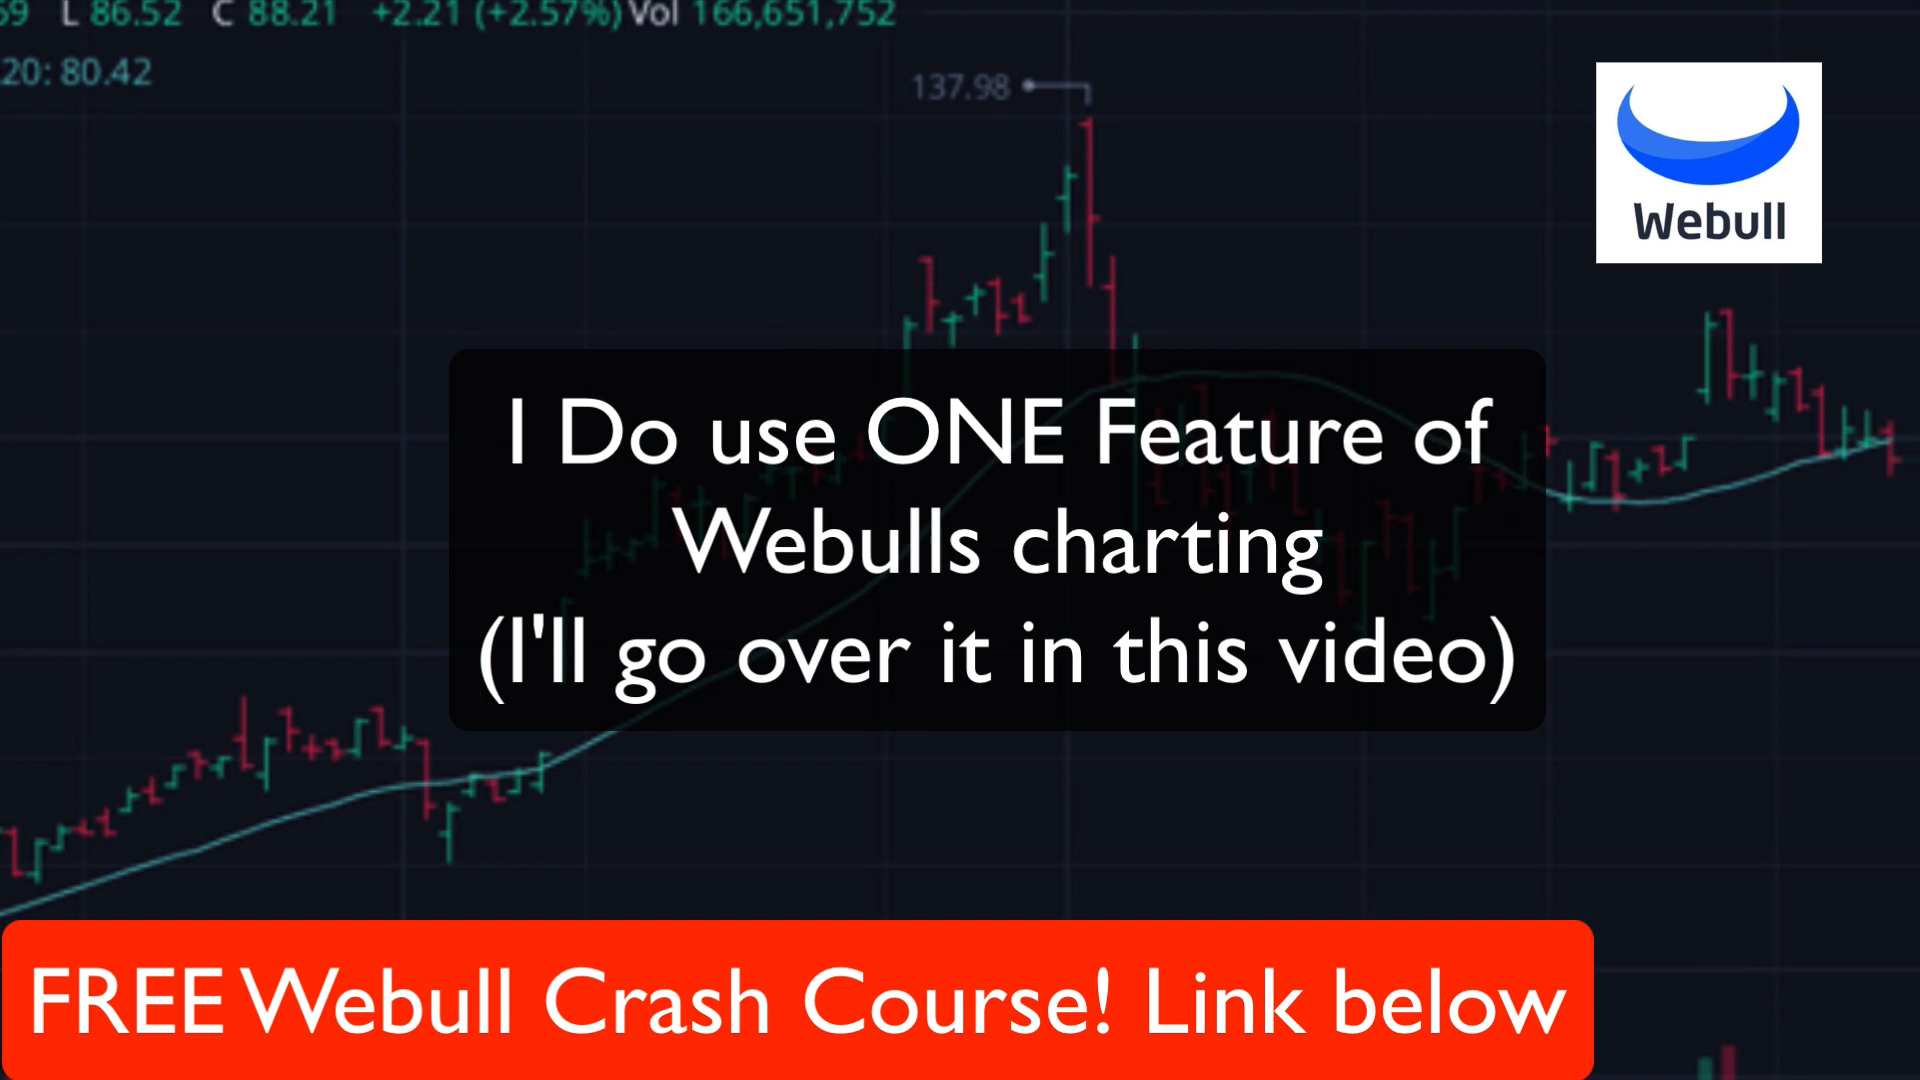 59 L 86.52 C 88.21 +2.21 (+2.57%) Vol 166,651,752
20: 80.42
137.98
Webull
I Do use ONE Feature of
Webulls charting
(I'll go over it in this video)
FREE Webull Crash Course! Link below